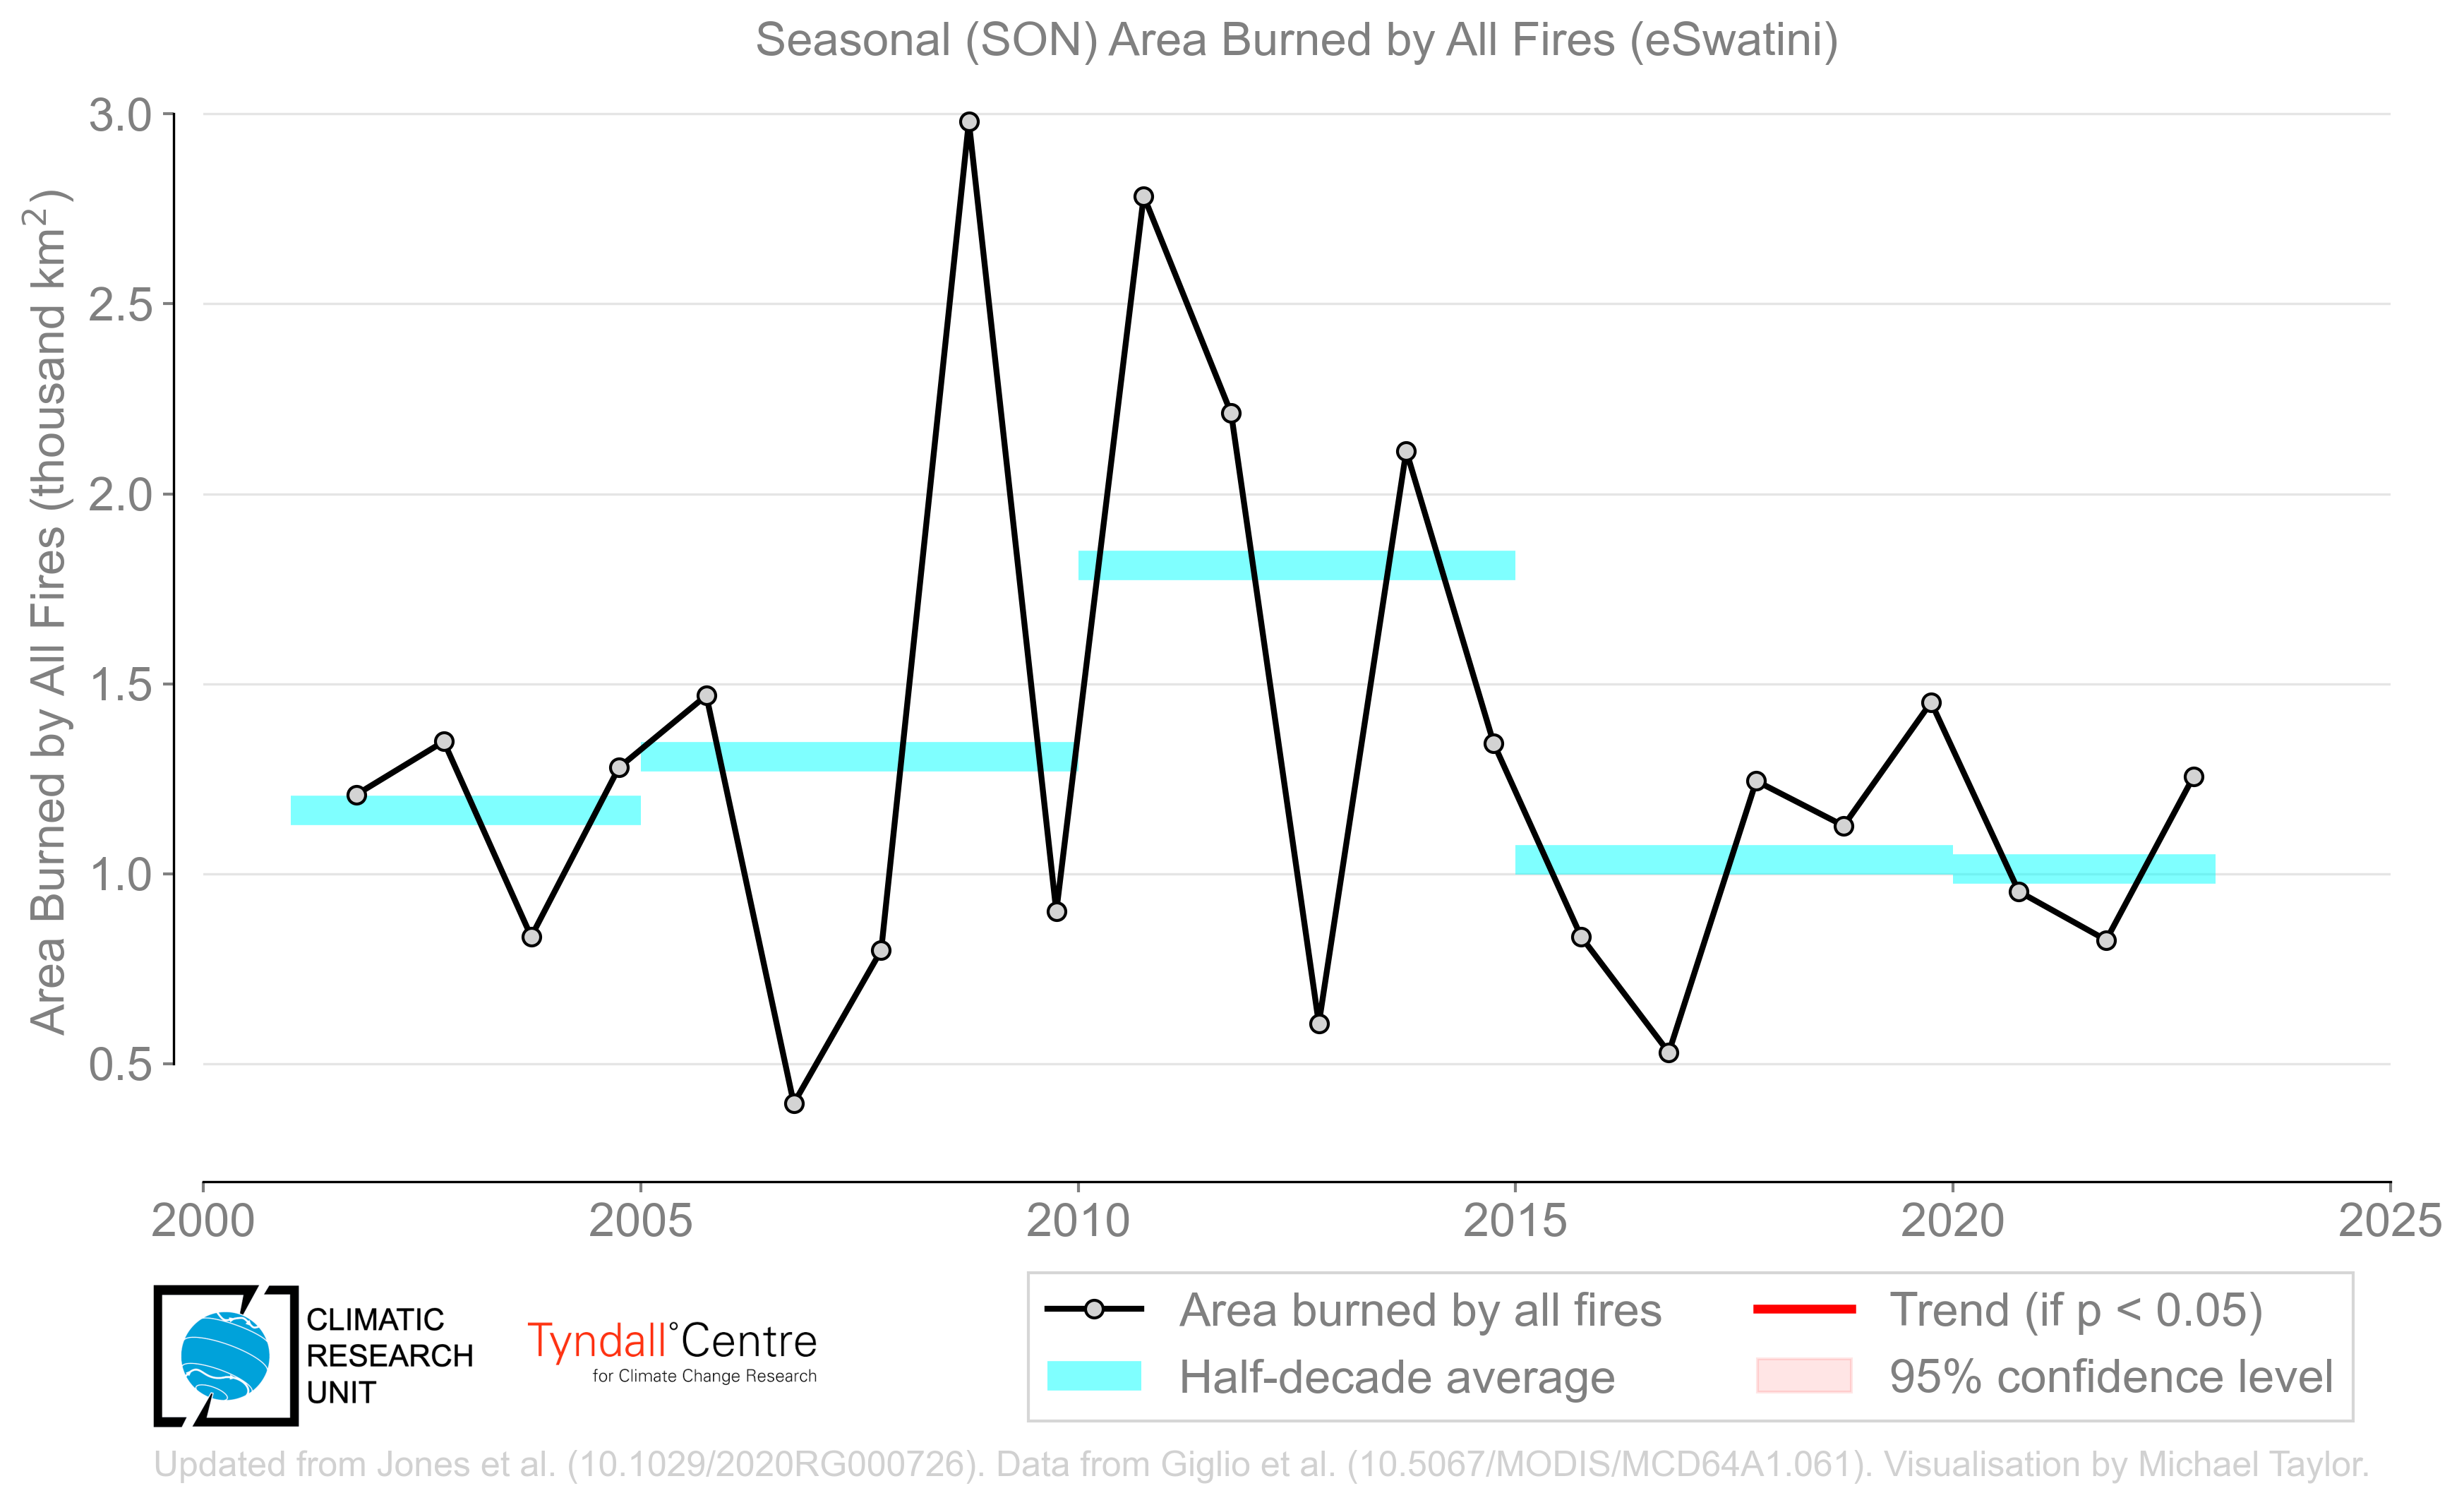 Seasonal (SON) Area Burned by All Fires (eSwatini)
Area Burned by All Fires (thousand km²)
3.0
2.5
2.0
1.5
1.0
0.5
2000 2005 2010 2015 2020 2025
CLIMATIC
RESEARCH
UNIT
Tyndall°Centre
for Climate Change Research
Area burned by all fires
Half-decade average
Trend (if p < 0.05)
95% confidence level
Updated from Jones et al. (10.1029/2020RG000726). Data from Giglio et al. (10.5067/MODIS/MCD64A1.061). Visualisation by Michael Taylor.